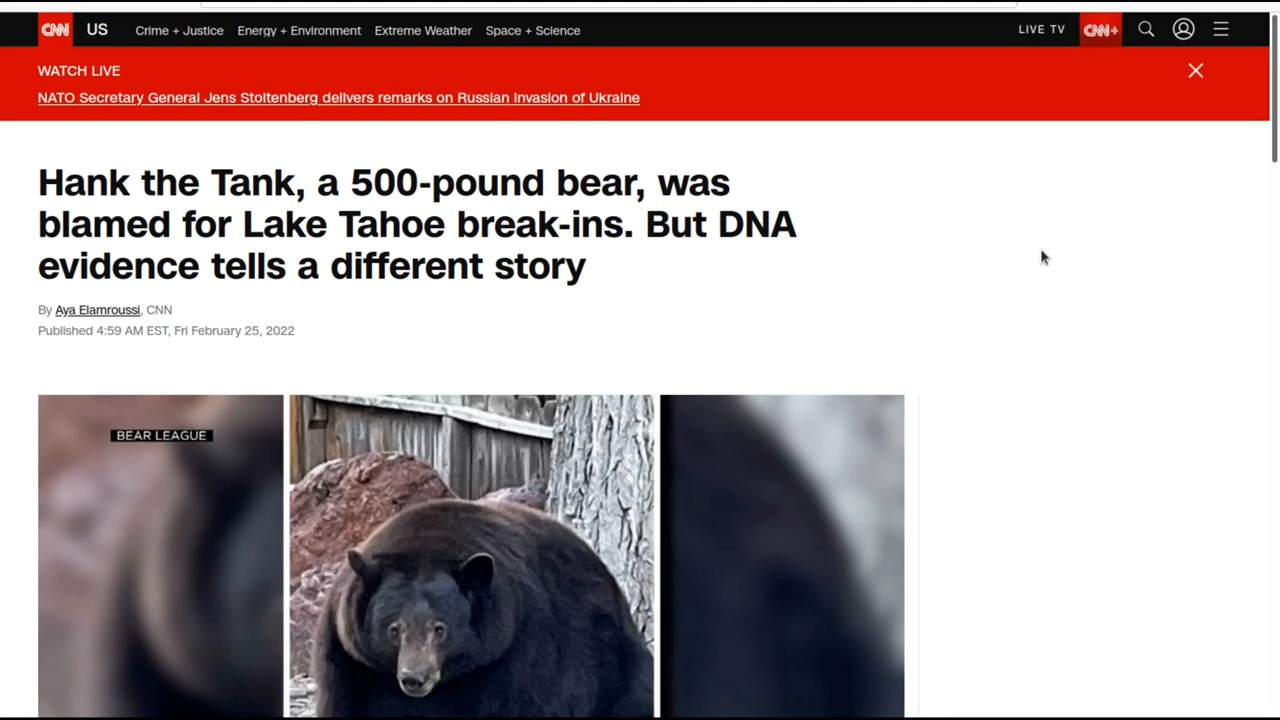 CNN US Crime + Justice Energy + Environment Extreme Weather Space + Science LIVE TV CNN+
WATCH LIVE
NATO Secretary General Jens Stoltenberg delivers remarks on Russian invasion of Ukraine
Hank the Tank, a 500-pound bear, was
blamed for Lake Tahoe break-ins. But DNA
evidence tells a different story
By Aya Elamroussi, CNN
Published 4:59 AM EST, Fri February 25, 2022
BEAR LEAGUE